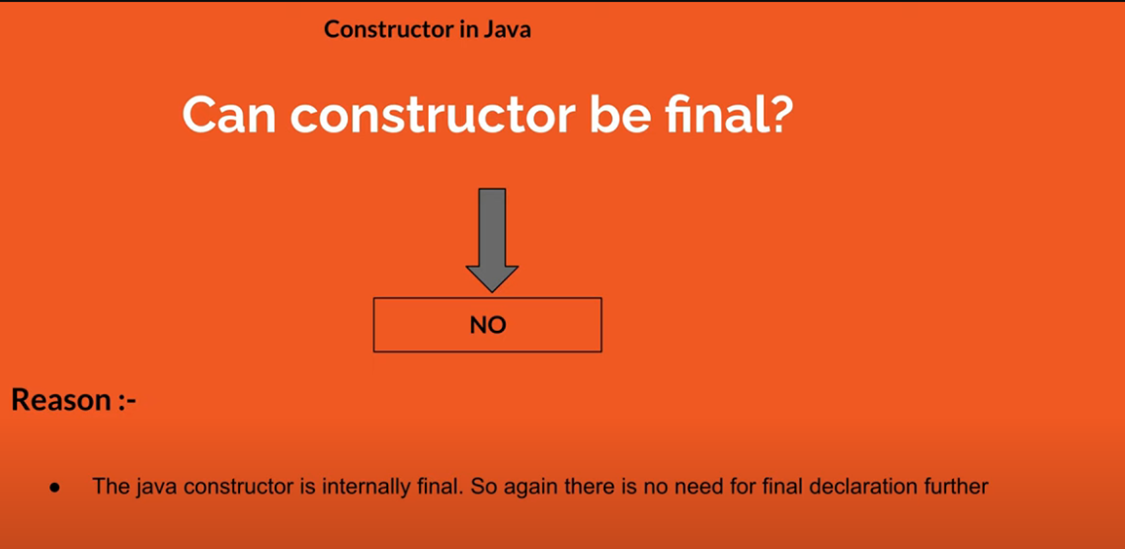 Constructor in Java
Can constructor be final?
NO
Reason :-
● The java constructor is internally final. So again there is no need for final declaration further